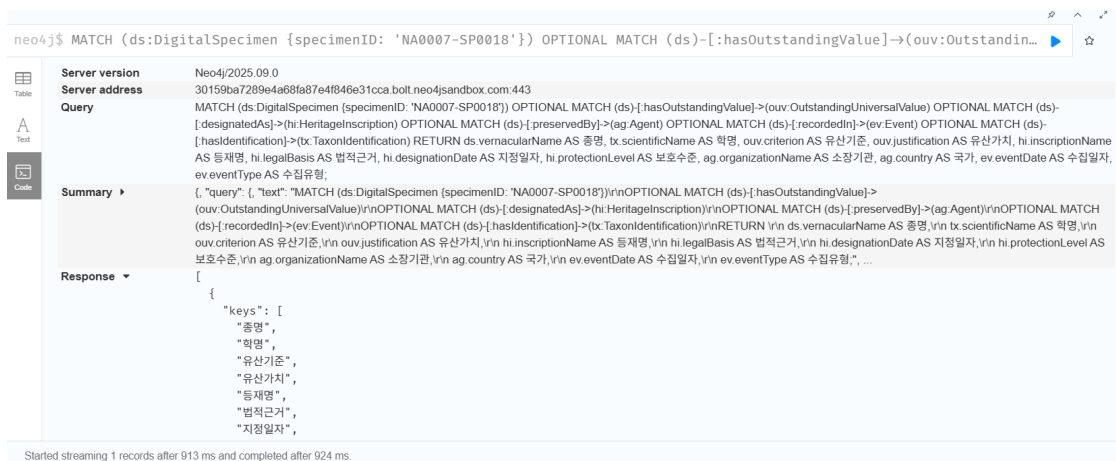 neo4j$ MATCH (ds:DigitalSpecimen {specimenID: 'NA0007-SP0018'}) OPTIONAL MATCH (ds)-[:hasOutstandingValue]→(ouv:Outstandin…
Table
Text
Code
Server version Neo4j/2025.09.0
Server address 30159ba7289e4a68fa87e4f846e31cca.bolt.neo4jsandbox.com:443
Query MATCH (ds:DigitalSpecimen {specimenID: 'NA0007-SP0018'}) OPTIONAL MATCH (ds)-[:hasOutstandingValue]->(ouv:OutstandingUniversalValue) OPTIONAL MATCH (ds)-
[:designatedAs]->(hi:HeritageInscription) OPTIONAL MATCH (ds)-[:preservedBy]->(ag:Agent) OPTIONAL MATCH (ds)-[:recordedIn]->(ev:Event) OPTIONAL MATCH (ds)-
[:hasIdentification]->(tx:TaxonIdentification) RETURN ds.vernacularName AS 종명, tx.scientificName AS 학명, ouv.criterion AS 유산기준, ouv.justification AS 유산가치, hi.inscriptionName
AS 등재명, hi.legalBasis AS 법적근거, hi.designationDate AS 지정일자, hi.protectionLevel AS 보호수준, ag.organizationName AS 소장기관, ag.country AS 국가, ev.eventDate AS 수집일자,
ev.eventType AS 수집유형;
Summary {, "query": {, "text": "MATCH (ds:DigitalSpecimen {specimenID: 'NA0007-SP0018'})\r\nOPTIONAL MATCH (ds)-[:hasOutstandingValue]->
(ouv:OutstandingUniversalValue)\r\nOPTIONAL MATCH (ds)-[:designatedAs]->(hi:HeritageInscription)\r\nOPTIONAL MATCH (ds)-[:preservedBy]->(ag:Agent)\r\nOPTIONAL MATCH
(ds)-[:recordedIn]->(ev:Event)\r\nOPTIONAL MATCH (ds)-[:hasIdentification]->(tx:TaxonIdentification)\r\nRETURN \r\n ds.vernacularName AS 종명,\r\n tx.scientificName AS 학명,\r\n
ouv.criterion AS 유산기준,\r\n ouv.justification AS 유산가치,\r\n hi.inscriptionName AS 등재명,\r\n hi.legalBasis AS 법적근거,\r\n hi.designationDate AS 지정일자,\r\n hi.protectionLevel AS
보호수준,\r\n ag.organizationName AS 소장기관,\r\n ag.country AS 국가,\r\n ev.eventDate AS 수집일자,\r\n ev.eventType AS 수집유형;", ...
Response [
{
"keys": [
"종명",
"학명",
"유산기준",
"유산가치",
"등재명",
"법적근거",
"지정일자",
Started streaming 1 records after 913 ms and completed after 924 ms.